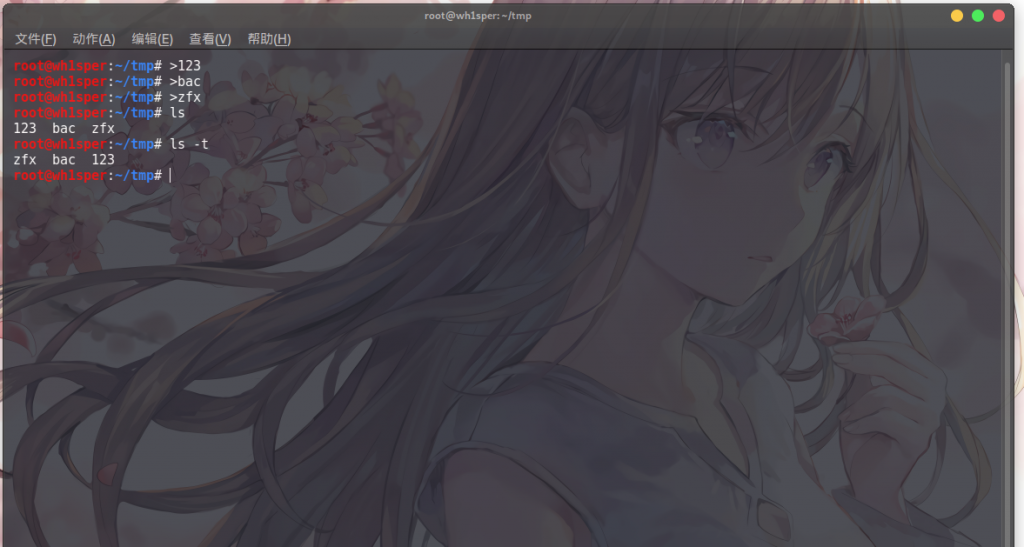 root@wh1sper:~/tmp
文件(F) 动作(A) 编辑(E) 查看(V) 帮助(H)
root@wh1sper:~/tmp# >123
root@wh1sper:~/tmp# >bac
root@wh1sper:~/tmp# >zfx
root@wh1sper:~/tmp# ls
123  bac  zfx
root@wh1sper:~/tmp# ls -t
zfx  bac  123
root@wh1sper:~/tmp#